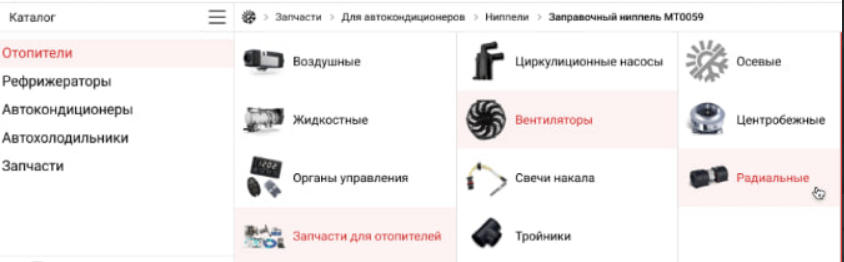 Каталог
Запчасти > Для автокондиционеров > Ниппели > Заправочный ниппель MT0059
Отопители
Рефрижераторы
Автокондиционеры
Автохолодильники
Запчасти
Воздушные
Жидкостные
Органы управления
Запчасти для отопителей
Циркуляционные насосы
Вентиляторы
Свечи накала
Тройники
Осевые
Центробежные
Радиальные